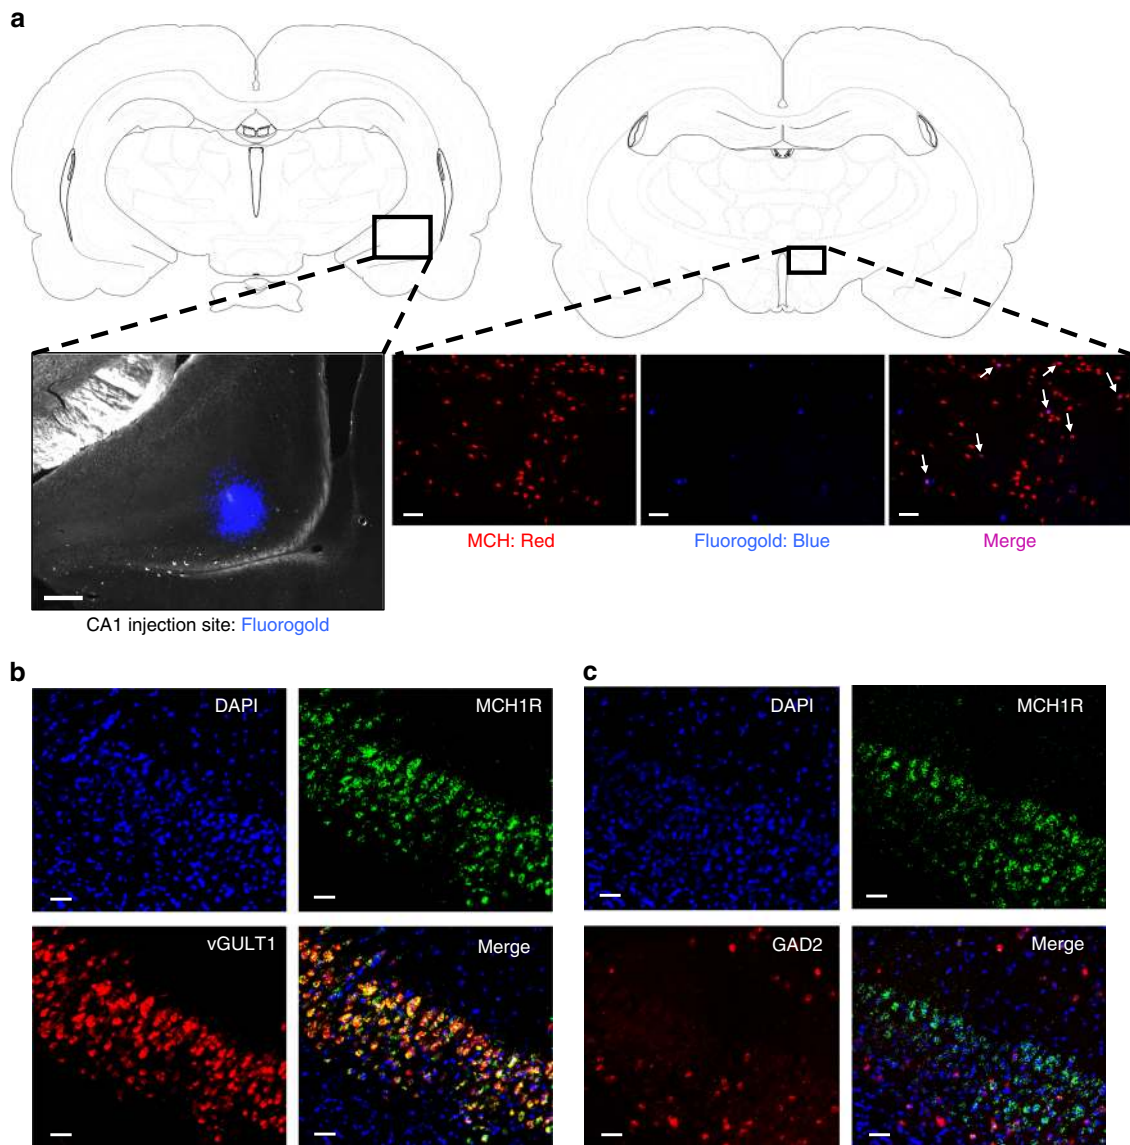 a
MCH: Red
Fluorogold: Blue
Merge
CA1 injection site: Fluorogold
b
DAPI
MCH1R
vGULT1
Merge
c
DAPI
MCH1R
GAD2
Merge